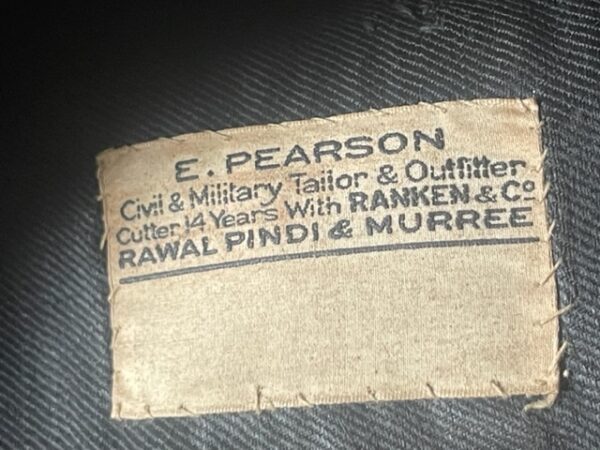 E. PEARSON
Civil & Military Tailor & Outfitter
Cutter 14 Years With RANKEN & Co
RAWAL PINDI & MURREE